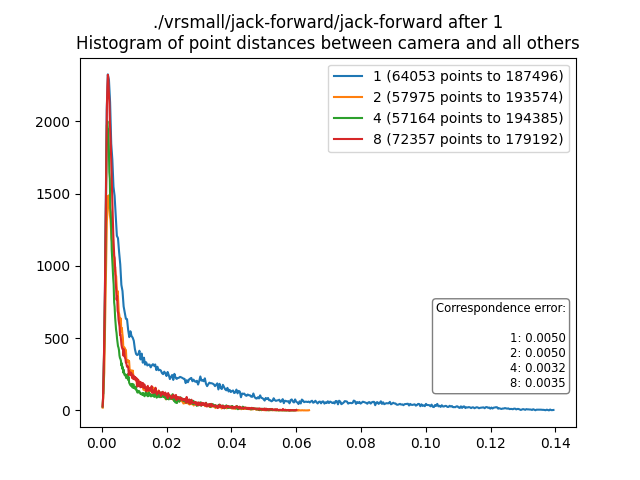 ./vrsmall/jack-forward/jack-forward after 1
Histogram of point distances between camera and all others
1 (64053 points to 187496)
2 (57975 points to 193574)
4 (57164 points to 194385)
8 (72357 points to 179192)
2000
1500
1000
500
0
Correspondence error:
1: 0.0050
2: 0.0050
4: 0.0032
8: 0.0035
0.00 0.02 0.04 0.06 0.08 0.10 0.12 0.14